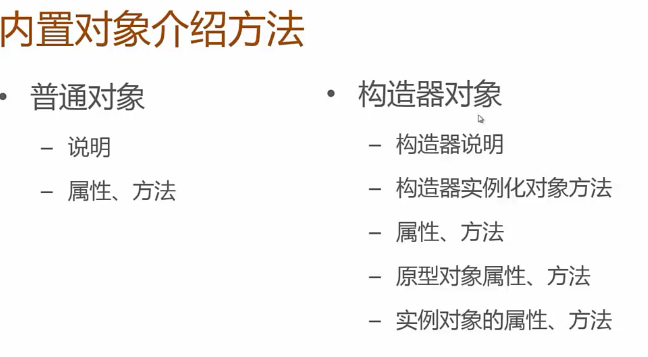 内置对象介绍方法
• 普通对象
– 说明
– 属性、方法
• 构造器对象
– 构造器说明
– 构造器实例化对象方法
– 属性、方法
– 原型对象属性、方法
– 实例对象的属性、方法